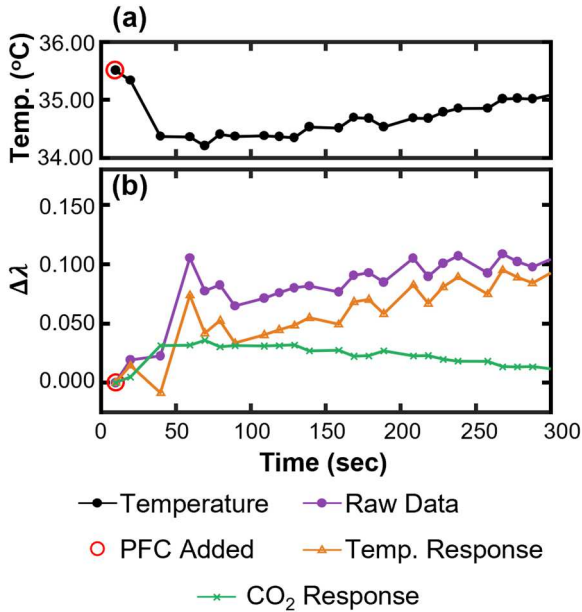 (a)
Temp. (°C)
36.00
35.00
34.00
(b)
Δλ
0.150
0.100
0.050
0.000
0 50 100 150 200 250 300
Time (sec)
Temperature Raw Data
PFC Added Temp. Response
CO₂ Response